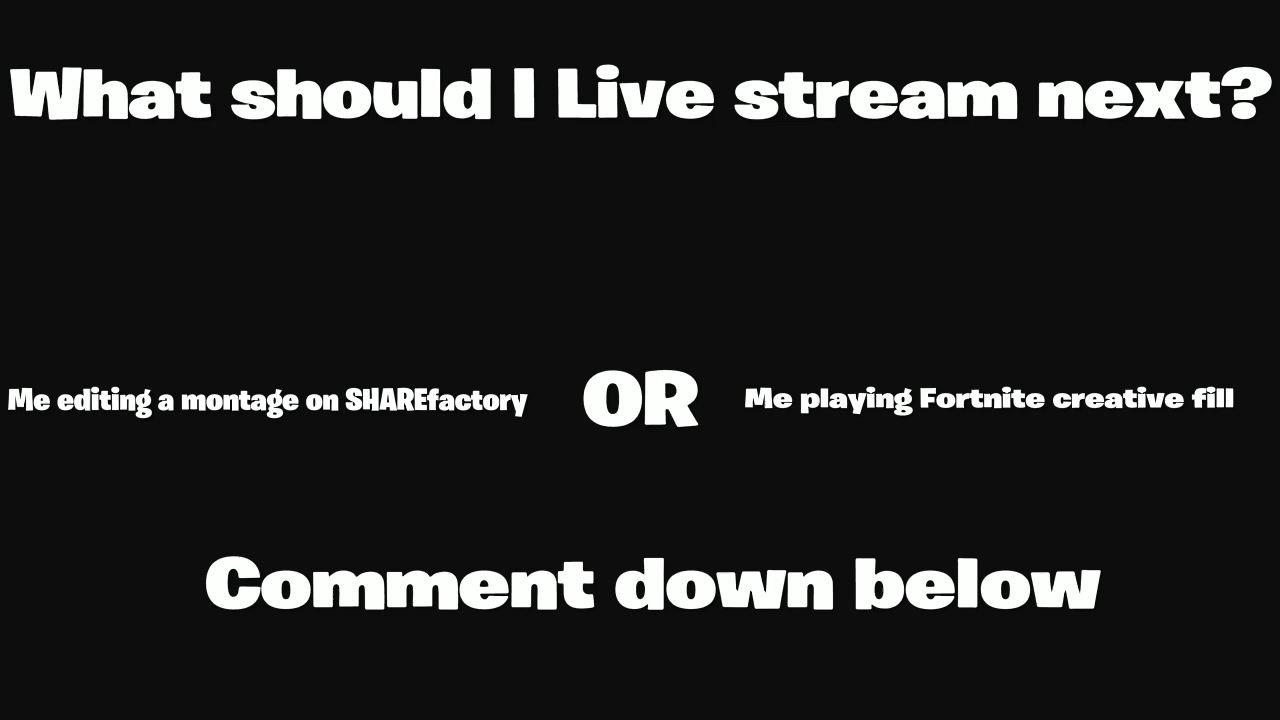 What should I Live stream next?
Me editing a montage on SHAREfactory OR Me playing Fortnite creative fill
Comment down below